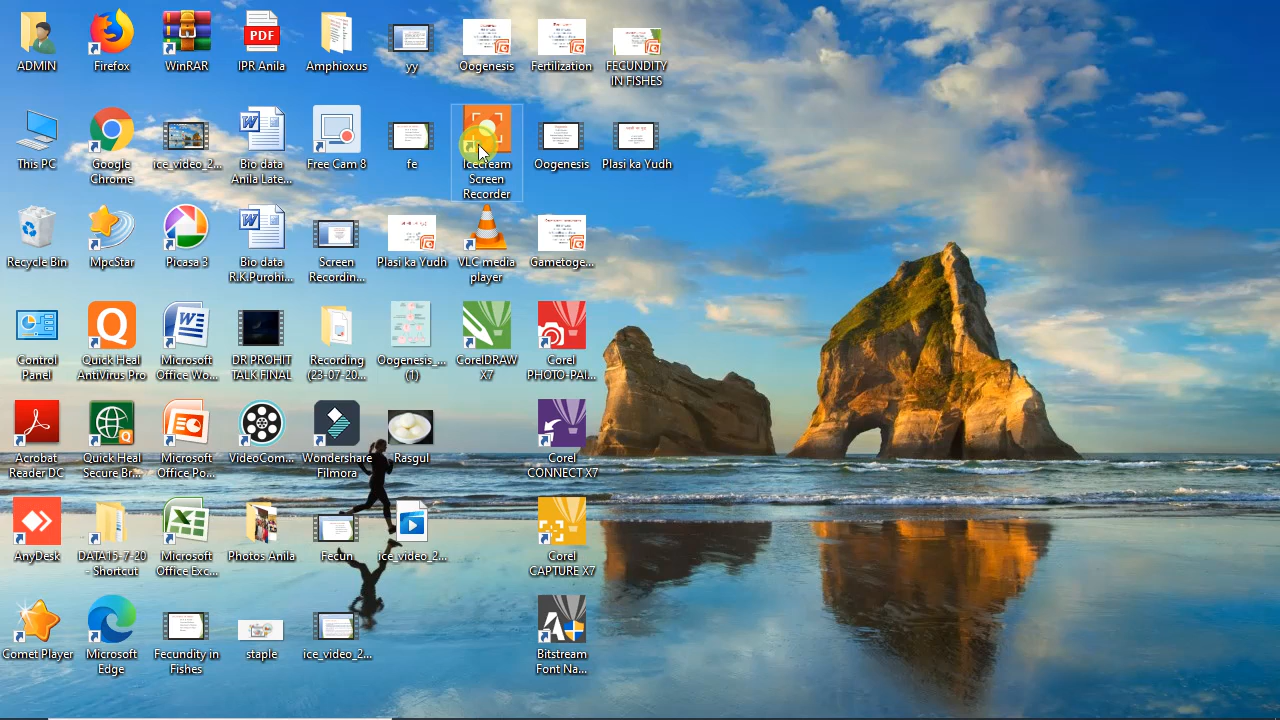 ADMIN
Firefox
WinRAR
PDF
IPR Anila
Amphioxus
yy
Oogenesis
Fertilization
FECUNDITY
IN FISHES
This PC
Google
Chrome
ice_video_2...
Bio data
Anila Late...
Free Cam 8
fe
Icecream
Screen
Recorder
Oogenesis
Plasi ka Yudh
Recycle Bin
MpcStar
Picasa 3
Bio data
R.K.Purohi...
Screen
Recordin...
Plasi ka Yudh
VLC media
player
Gametoge...
Control
Panel
Quick Heal
AntiVirus Pro
Microsoft
Office Wo...
DR PROHIT
TALK FINAL
Recording
(23-07-20...
Oogenesis_...
(1)
CorelDRAW
X7
Corel
PHOTO-PAI...
Acrobat
Reader DC
Quick Heal
Secure Br...
Microsoft
Office Po...
VideoCom...
Wondershare
Filmora
Rasgul
Corel
CONNECT X7
AnyDesk
DATA15-7-20
- Shortcut
Microsoft
Office Exc...
Photos Anila
Fecun
ice_video_2...
Corel
CAPTURE X7
Comet Player
Microsoft
Edge
Fecundity in
Fishes
staple
ice_video_2...
Bitstream
Font Na...